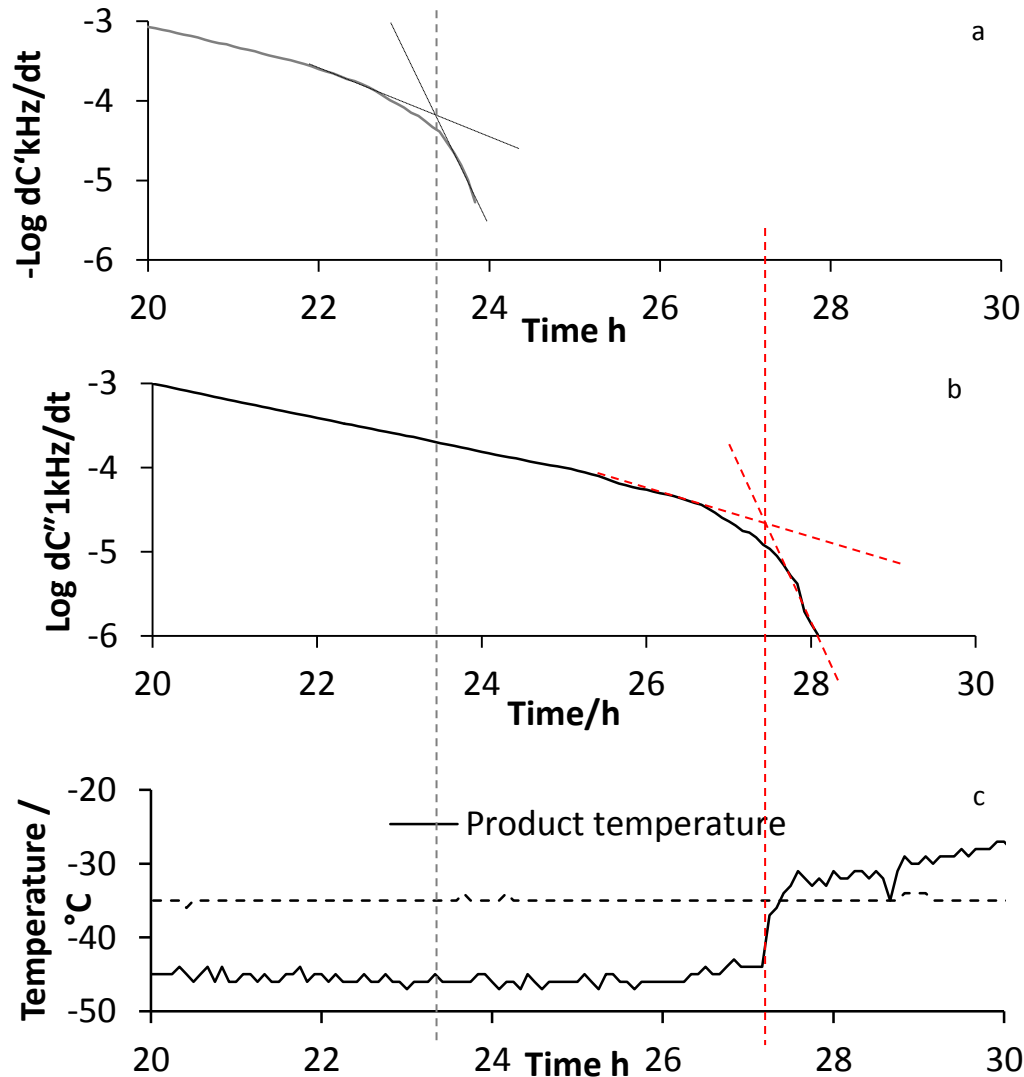 a
-Log dC‘kHz/dt
-3
-4
-5
-6
20 22 24 26 28 30
Time h
b
Log dC″1kHz/dt
-3
-4
-5
-6
20 22 24 26 28 30
Time/h
c
Temperature /
°C
-20
-30
-40
-50
Product temperature
20 22 24 26 28 30
Time h